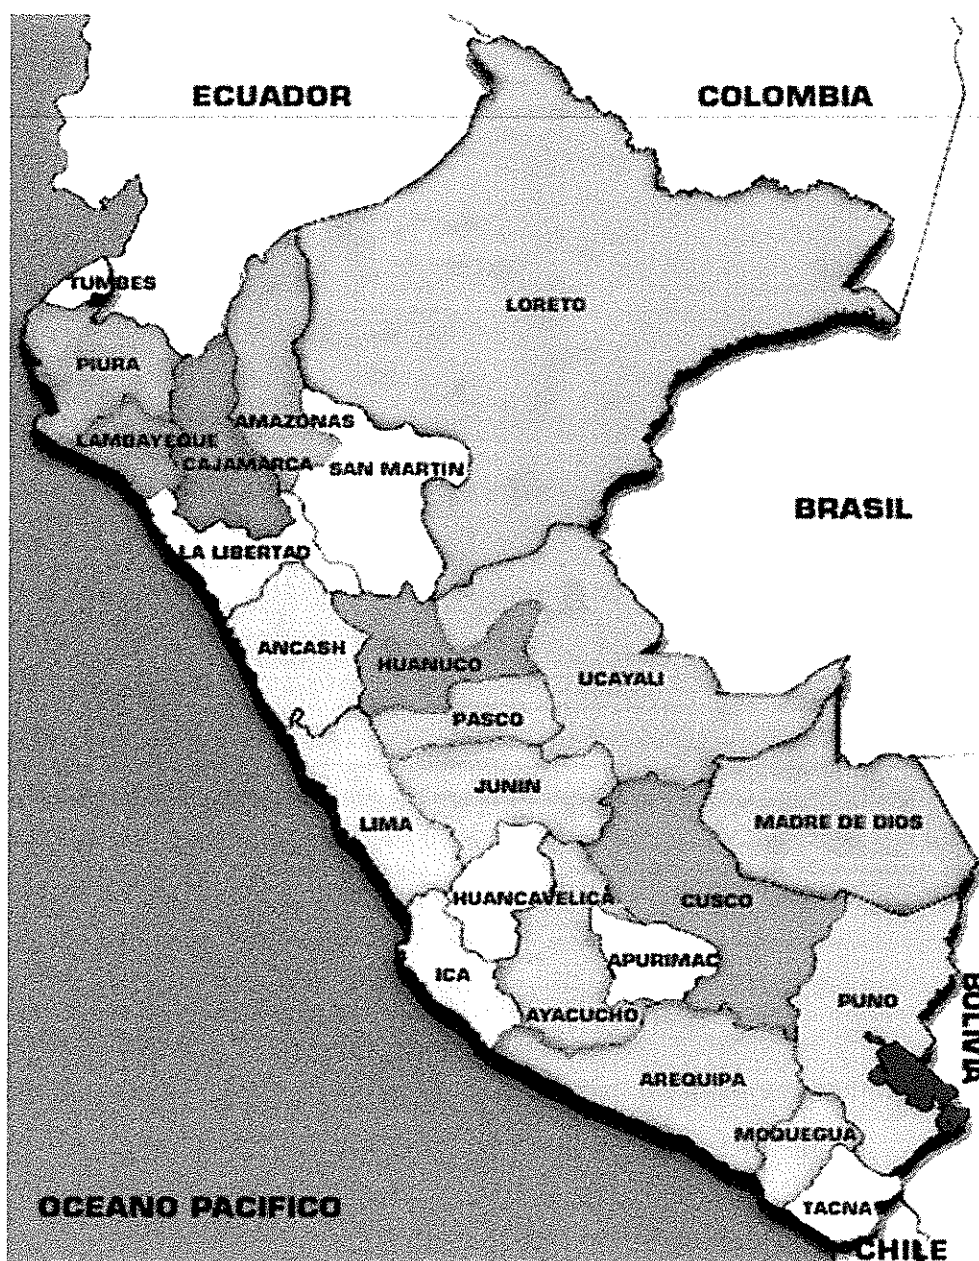 ECUADOR
COLOMBIA
TUMBES
LORETO
PIURA
AMAZONAS
LAMBAYEQUE
CAJAMARCA
SAN MARTIN
BRASIL
LA LIBERTAD
ANCASH
HUANUCO
UCAYALI
PASCO
JUNIN
LIMA
MADRE DE DIOS
HUANCAVELICA
CUSCO
APURIMAC
ICA
PUNO
BOLIVIA
AYACUCHO
AREQUIPA
MOQUEGUA
OCEANO PACIFICO
TACNA
CHILE